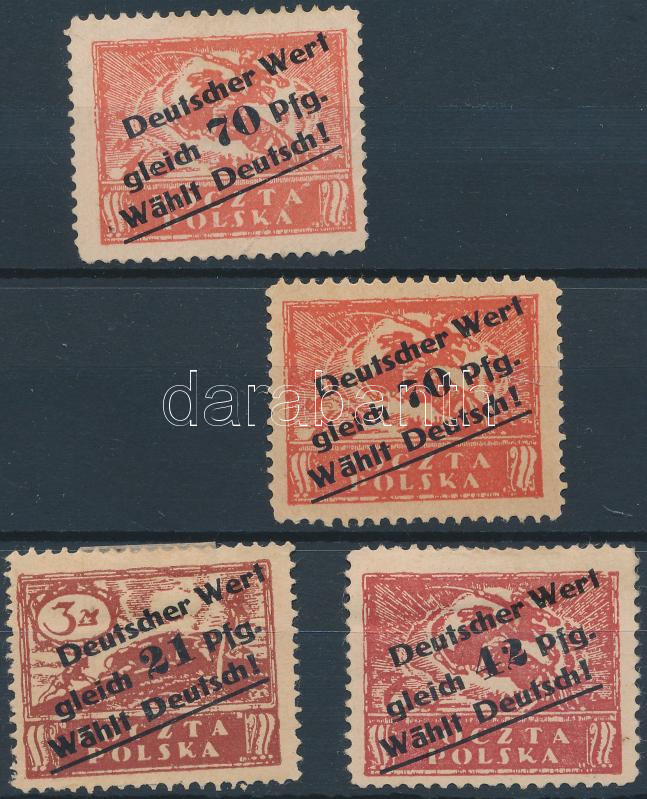 Deutscher Wert
gleich 70 Pfg.
Wählt Deutsch!
POCZTA
POLSKA
Deutscher Wert
gleich 70 Pfg.
Wählt Deutsch!
POCZTA
POLSKA
darabanth
3 M
Deutscher Wert
gleich 21 Pfg.
Wählt Deutsch!
POCZTA
POLSKA
Deutscher Wert
gleich 42 Pfg.
Wählt Deutsch!
POCZTA
POLSKA